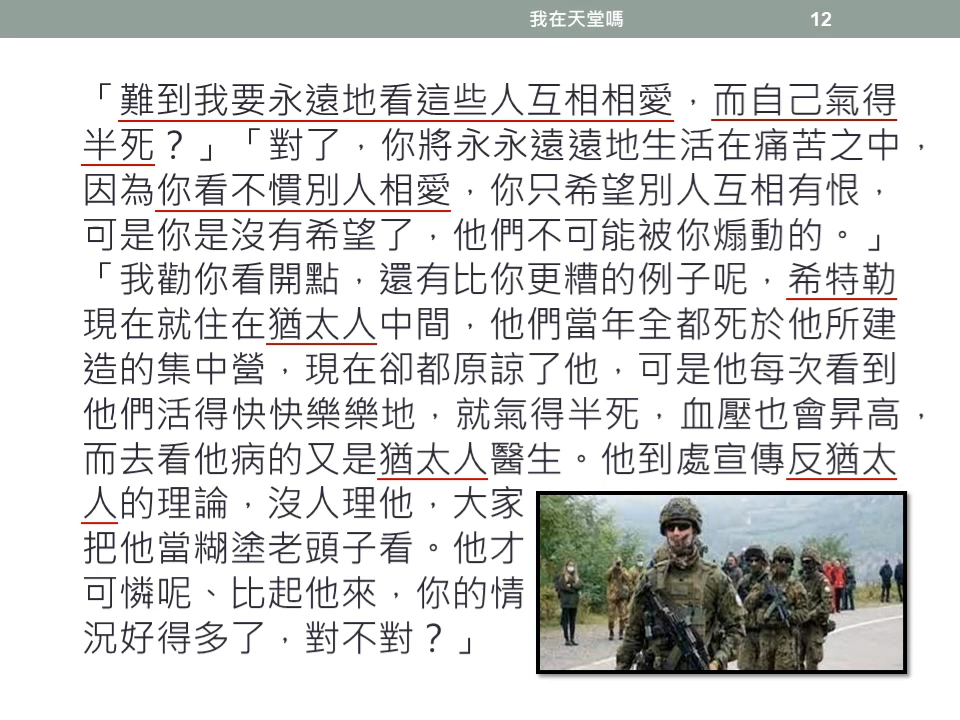 我在天堂嗎 12
「難到我要永遠地看這些人互相相愛，而自己氣得
半死？」「對了，你將永永遠遠地生活在痛苦之中，
因為你看不慣別人相愛，你只希望別人互相有恨，
可是你是沒有希望了，他們不可能被你煽動的。」
「我勸你看開點，還有比你更糟的例子呢，希特勒
現在就住在猶太人中間，他們當年全都死於他所建
造的集中營，現在卻都原諒了他，可是他每次看到
他們活得快快樂樂地，就氣得半死，血壓也會昇高，
而去看他病的又是猶太人醫生。他到處宣傳反猶太
人的理論，沒人理他，大家
把他當糊塗老頭子看。他才
可憐呢、比起他來，你的情
況好得多了，對不對？」